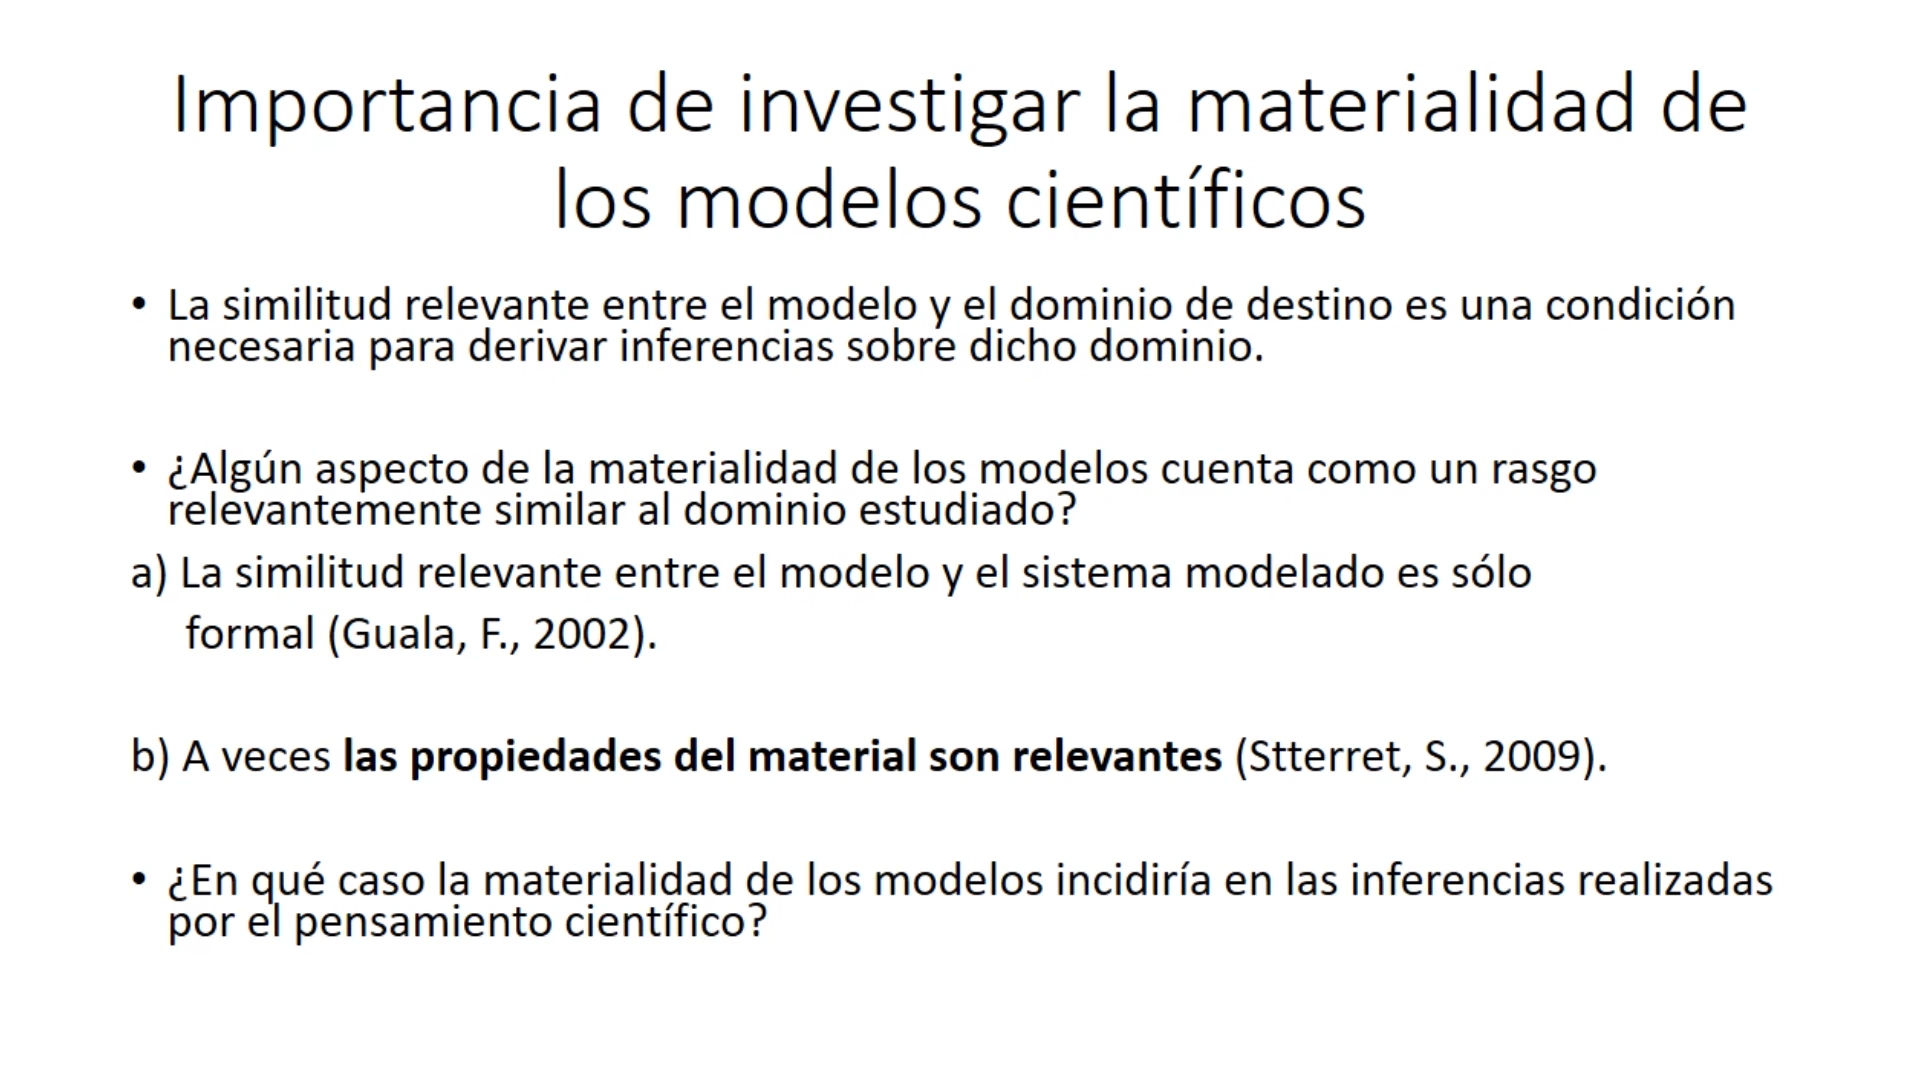 Importancia de investigar la materialidad de
los modelos científicos
• La similitud relevante entre el modelo y el dominio de destino es una condición
necesaria para derivar inferencias sobre dicho dominio.
• ¿Algún aspecto de la materialidad de los modelos cuenta como un rasgo
relevantemente similar al dominio estudiado?
a) La similitud relevante entre el modelo y el sistema modelado es sólo
formal (Guala, F., 2002).
b) A veces las propiedades del material son relevantes (Stterret, S., 2009).
• ¿En qué caso la materialidad de los modelos incidiría en las inferencias realizadas
por el pensamiento científico?